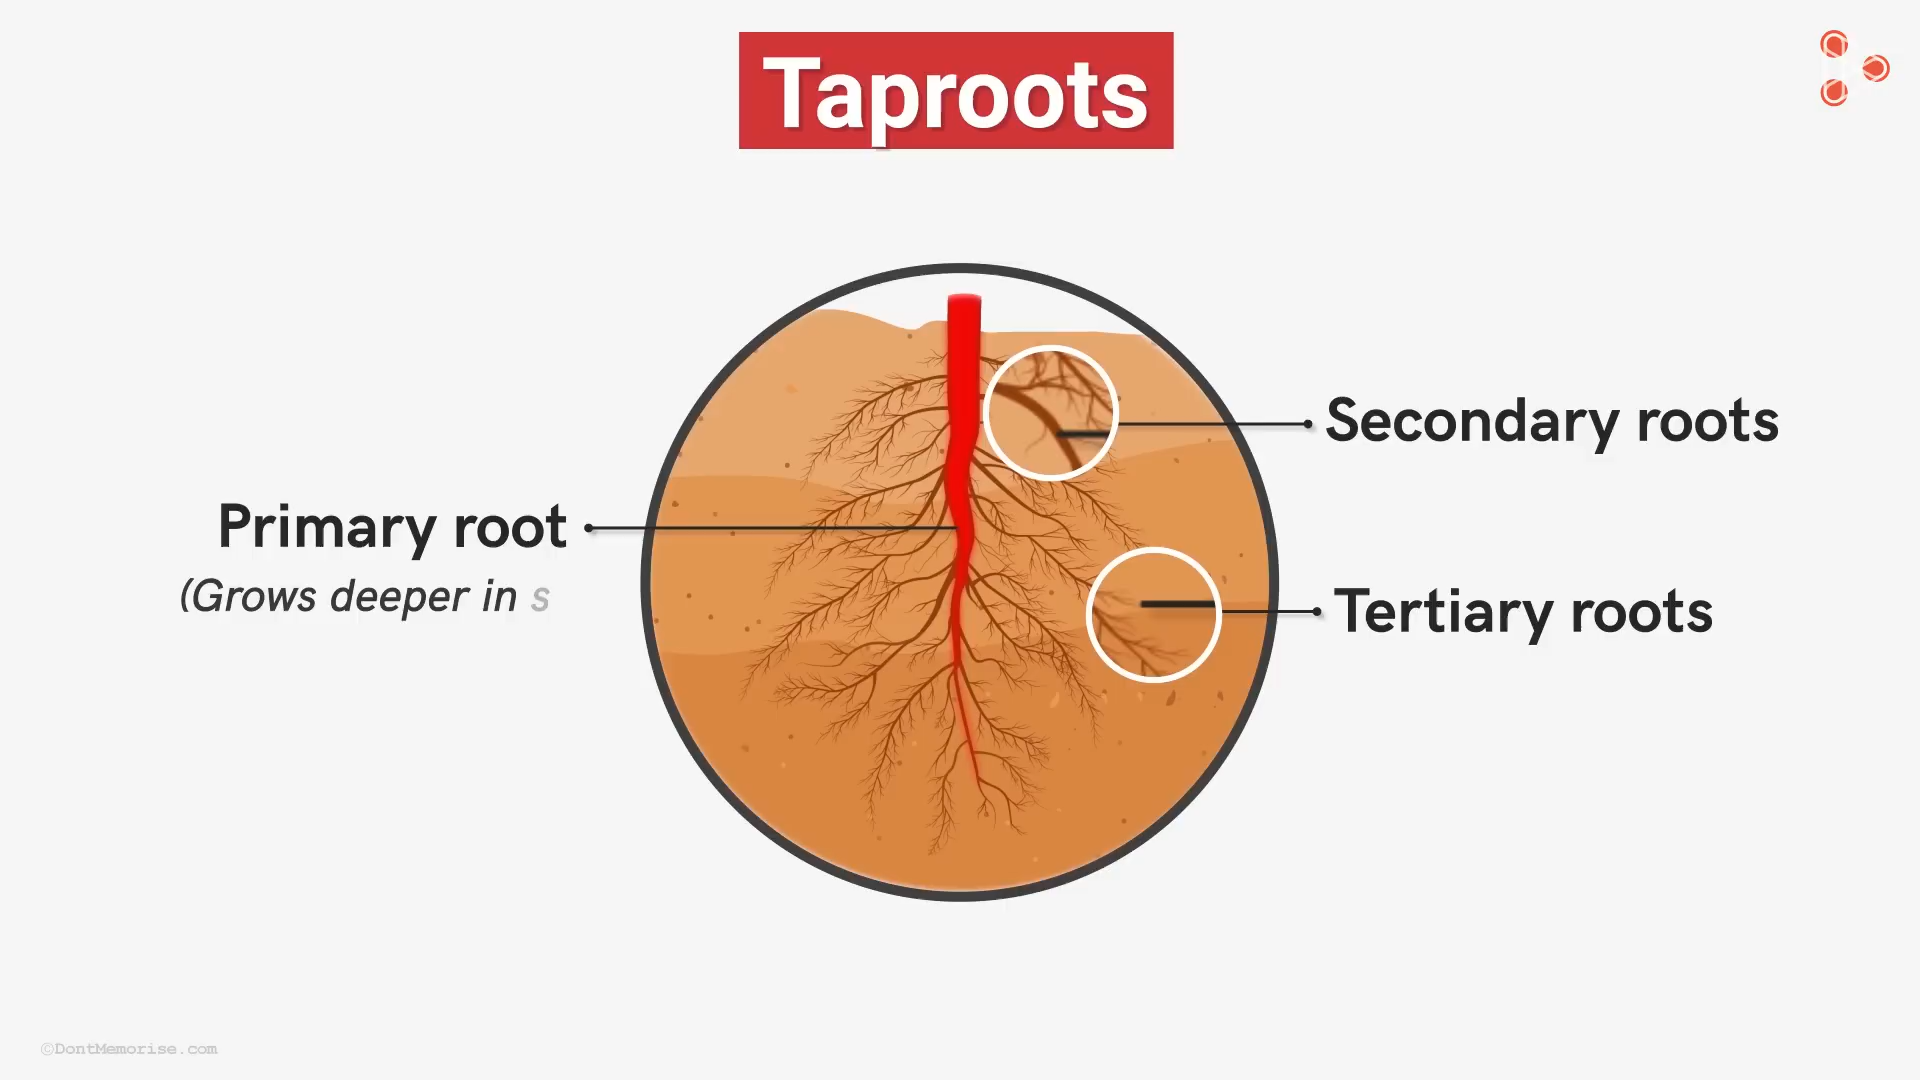 Taproots
Secondary roots
Primary root
(Grows deeper in s
Tertiary roots
©DontMemorise.com